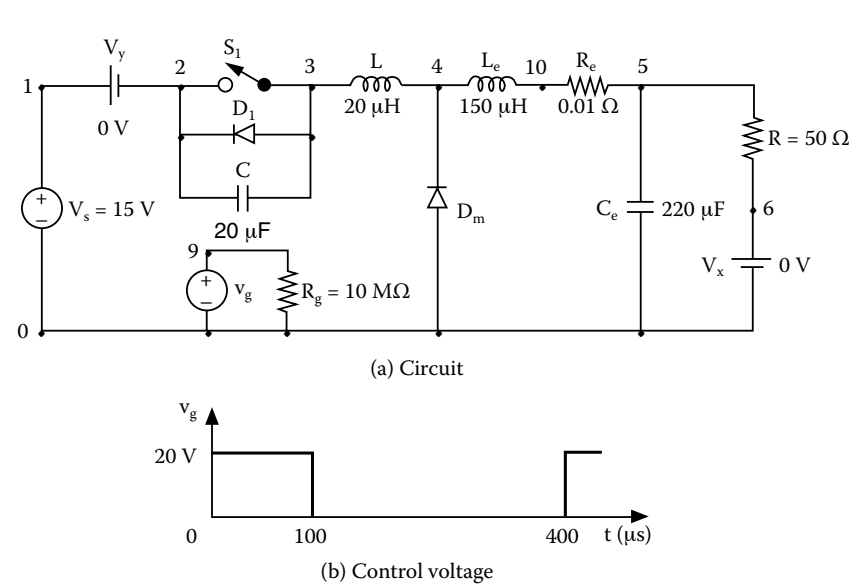 V_y
2
S_1
3
L
4
L_e
10
R_e
5
1
20 μH
150 μH
0.01 Ω
0 V
D_1
R = 50 Ω
C
+
−
V_s = 15 V
D_m
C_e
220 μF
6
20 μF
9
+
−
v_g
R_g = 10 MΩ
V_x
0 V
0
(a) Circuit
v_g
20 V
0
100
400
t (μs)
(b) Control voltage